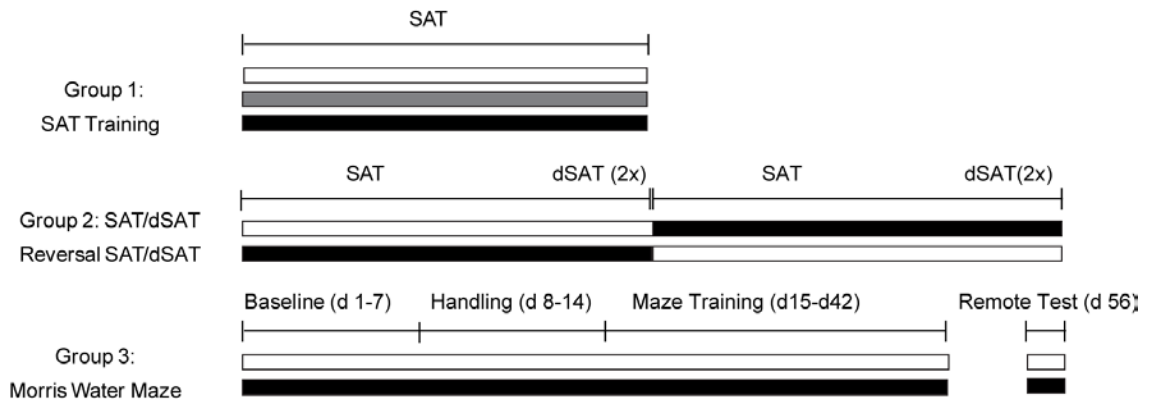 SAT
Group 1:
SAT Training
SAT dSAT (2x) SAT dSAT(2x)
Group 2: SAT/dSAT
Reversal SAT/dSAT
Baseline (d 1-7) Handling (d 8-14) Maze Training (d15-d42) Remote Test (d 56)
Group 3:
Morris Water Maze